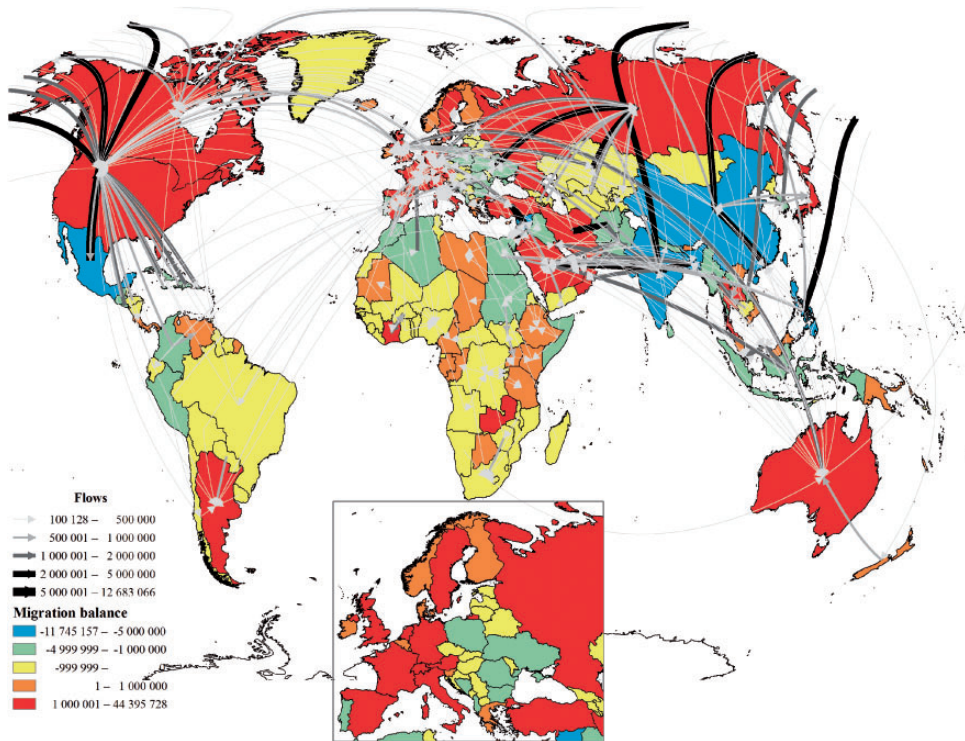 Flows
100 128 – 500 000
500 001 – 1 000 000
1 000 001 – 2 000 000
2 000 001 – 5 000 000
5 000 001 – 12 683 066
Migration balance
-11 745 157 – -5 000 000
-4 999 999 – -1 000 000
-999 999 –
1 – 1 000 000
1 000 001 – 44 395 728